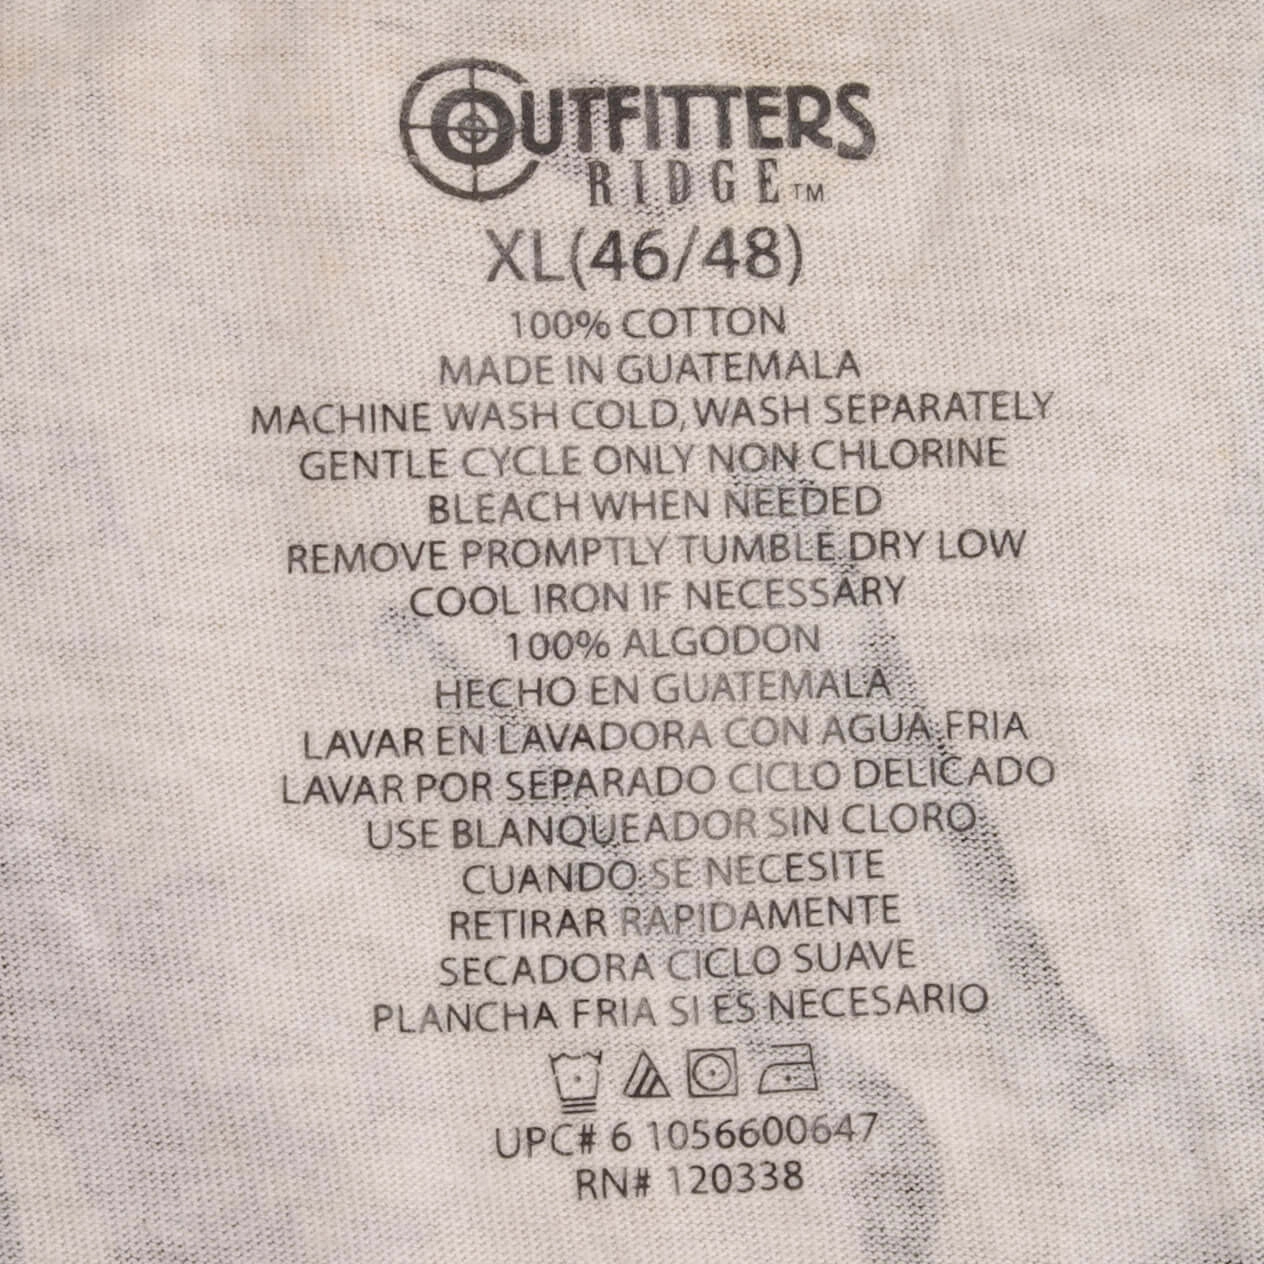 OUTFITTERS
RIDGE™
XL(46/48)
100% COTTON
MADE IN GUATEMALA
MACHINE WASH COLD, WASH SEPARATELY
GENTLE CYCLE ONLY NON CHLORINE
BLEACH WHEN NEEDED
REMOVE PROMPTLY TUMBLE DRY LOW
COOL IRON IF NECESSARY
100% ALGODON
HECHO EN GUATEMALA
LAVAR EN LAVADORA CON AGUA FRIA
LAVAR POR SEPARADO CICLO DELICADO
USE BLANQUEADOR SIN CLORO
CUANDO SE NECESITE
RETIRAR RAPIDAMENTE
SECADORA CICLO SUAVE
PLANCHA FRIA SI ES NECESARIO
UPC# 6 1056600647
RN# 120338